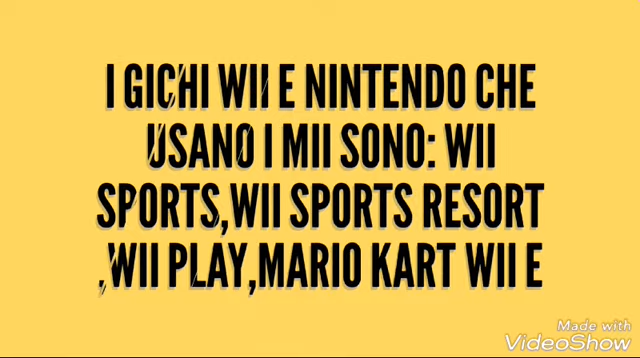 I GICHI WII E NINTENDO CHE
USANO I MII SONO: WII
SPORTS,WII SPORTS RESORT
,WII PLAY,MARIO KART WII E
Made with
VideoShow